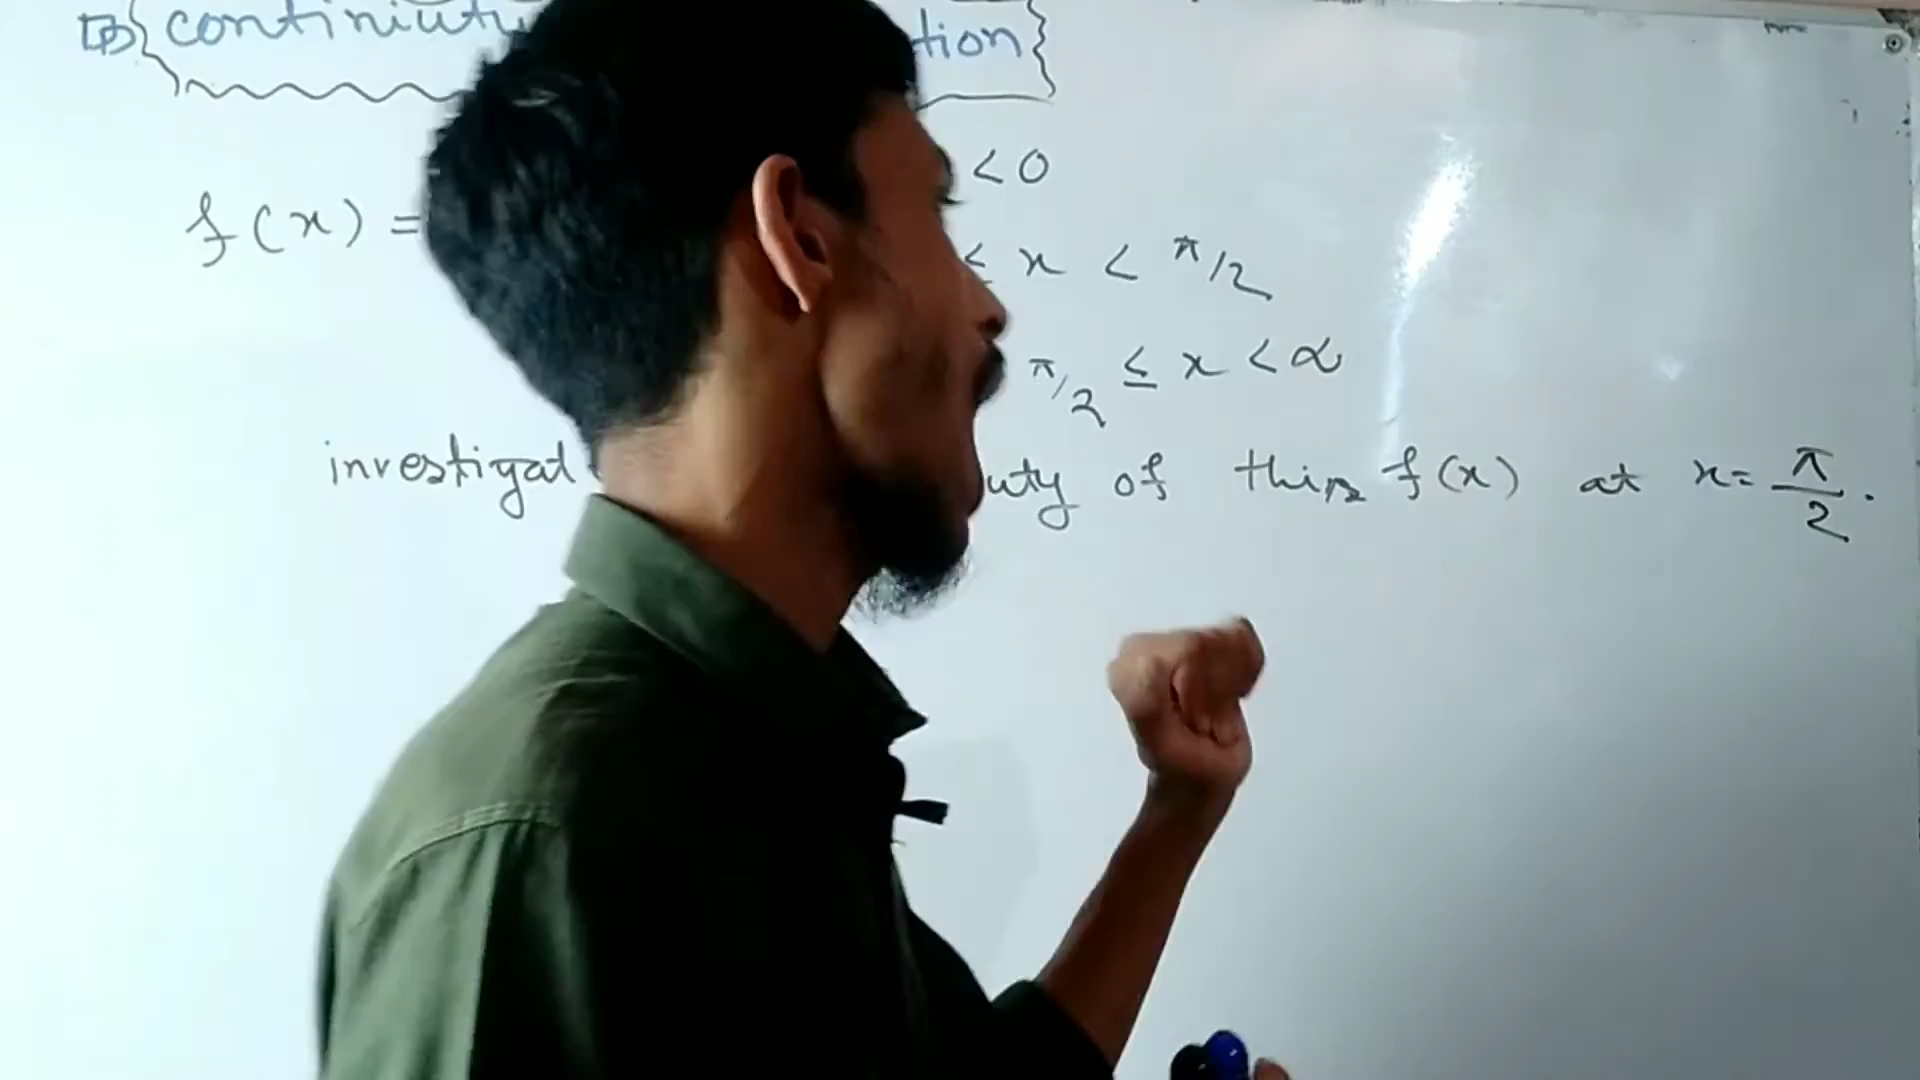 continiuty tion
< 0
f(x) =
≤ x < π/2
π/2 ≤ x < α
investigat uty of this f(x) at x = π/2.